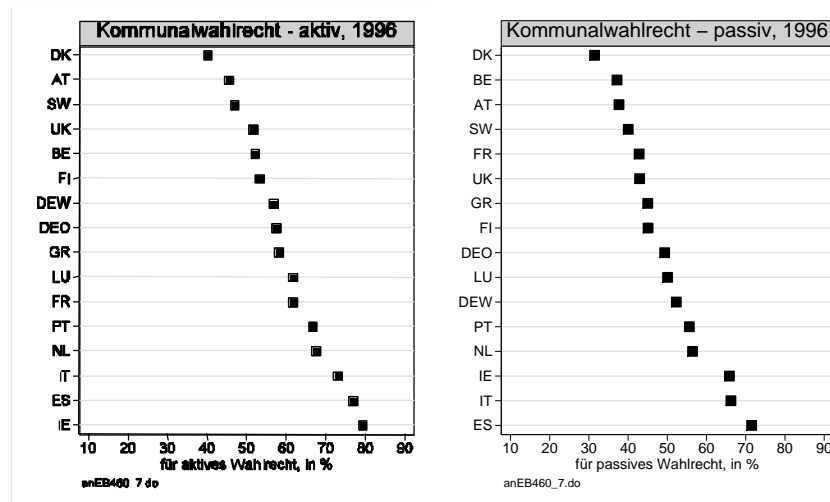 Kommunalwahlrecht - aktiv, 1996
DK
AT
SW
UK
BE
FI
DEW
DEO
GR
LU
FR
PT
NL
IT
ES
IE
10 20 30 40 50 60 70 80 90
für aktives Wahlrecht, in %
anEB460_7.do
Kommunalwahlrecht – passiv, 1996
DK
BE
AT
SW
FR
UK
GR
FI
DEO
LU
DEW
PT
NL
IE
IT
ES
10 20 30 40 50 60 70 80 90
für passives Wahlrecht, in %
anEB460_7.do